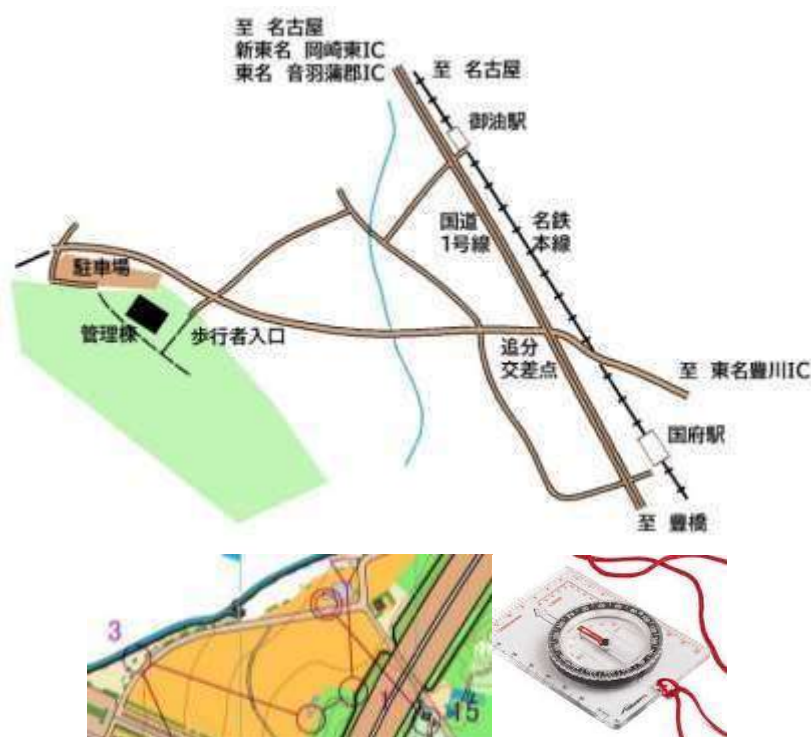 至 名古屋
新東名 岡崎東IC
東名 音羽蒲郡IC
至 名古屋
御油駅
国道
1号線
名鉄
本線
駐車場
管理棟
歩行者入口
追分
交差点
至 東名豊川IC
国府駅
至 豊橋
3
1
15